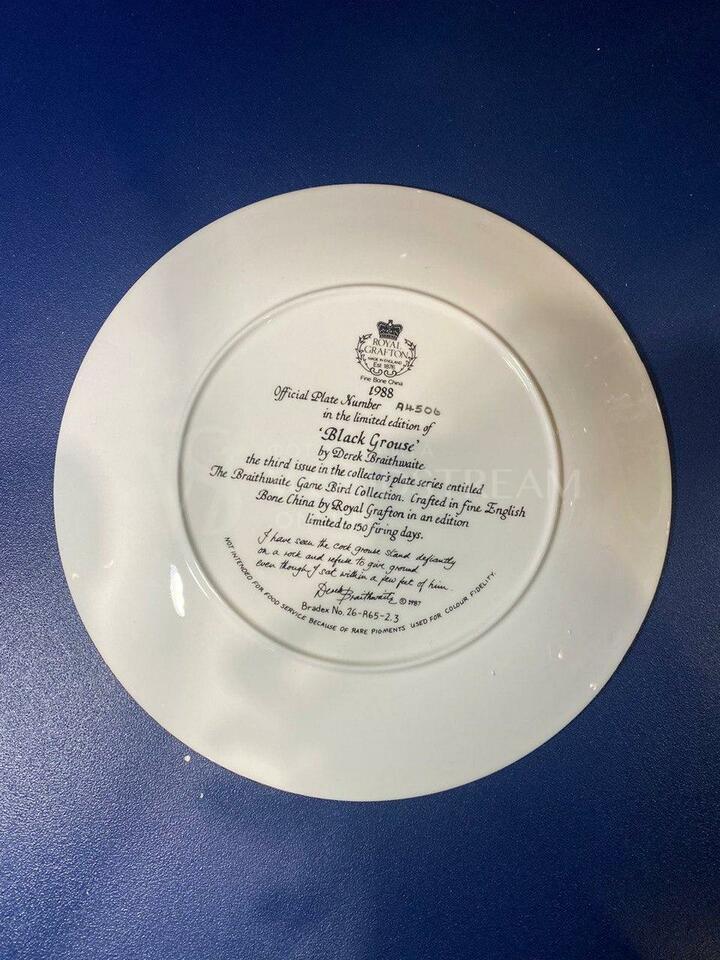 ROYAL
GRAFTON
MADE IN ENGLAND
Est 1876
Fine Bone China
1988
Official Plate Number A4506
in the limited edition of
'Black Grouse'
by Derek Braithwaite
the third issue in the collector's plate series entitled
The Braithwaite Game Bird Collection. Crafted in fine English
Bone China by Royal Grafton in an edition
limited to 150 firing days.
I have seen the cock grouse stand defiantly
on a rock and refuse to give ground
even though I sat within a few feet of him.
Derek Braithwaite © 1987
Bradex No. 26-R65-2.3
NOT INTENDED FOR FOOD SERVICE BECAUSE OF RARE PIGMENTS USED FOR COLOUR FIDELITY.